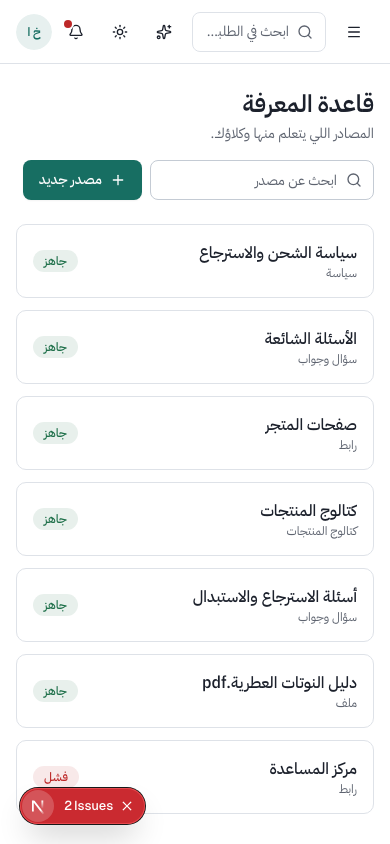 ابحث في الطلبـ...
خ ا
قاعدة المعرفة
المصادر اللي يتعلم منها وكلاؤك.
ابحث عن مصدر
مصدر جديد
سياسة الشحن والاسترجاع
سياسة
جاهز
الأسئلة الشائعة
سؤال وجواب
جاهز
صفحات المتجر
رابط
جاهز
كتالوج المنتجات
كتالوج المنتجات
جاهز
أسئلة الاسترجاع والاستبدال
سؤال وجواب
جاهز
دليل النوتات العطرية.pdf
ملف
جاهز
مركز المساعدة
رابط
فشل
N 2 Issues